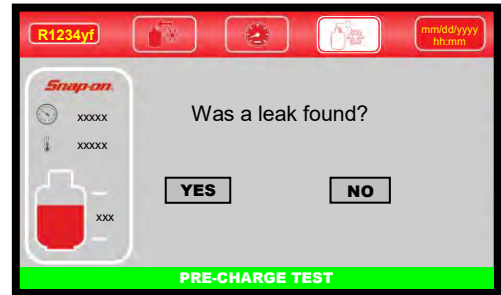 R1234yf
mm/dd/yyyy
hh:mm
Snap-on
xxxxx
xxxxx
xxx
Was a leak found?
YES
NO
PRE-CHARGE TEST